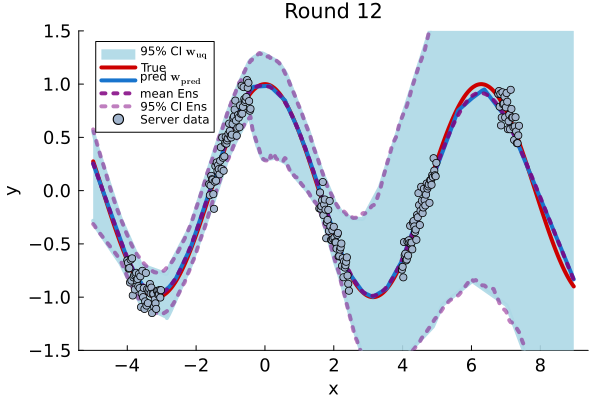 Round 12
95% CI w_uq
True
pred w_pred
mean Ens
95% CI Ens
Server data
1.5
1.0
0.5
0.0
−0.5
−1.0
−1.5
y
−4 −2 0 2 4 6 8
x